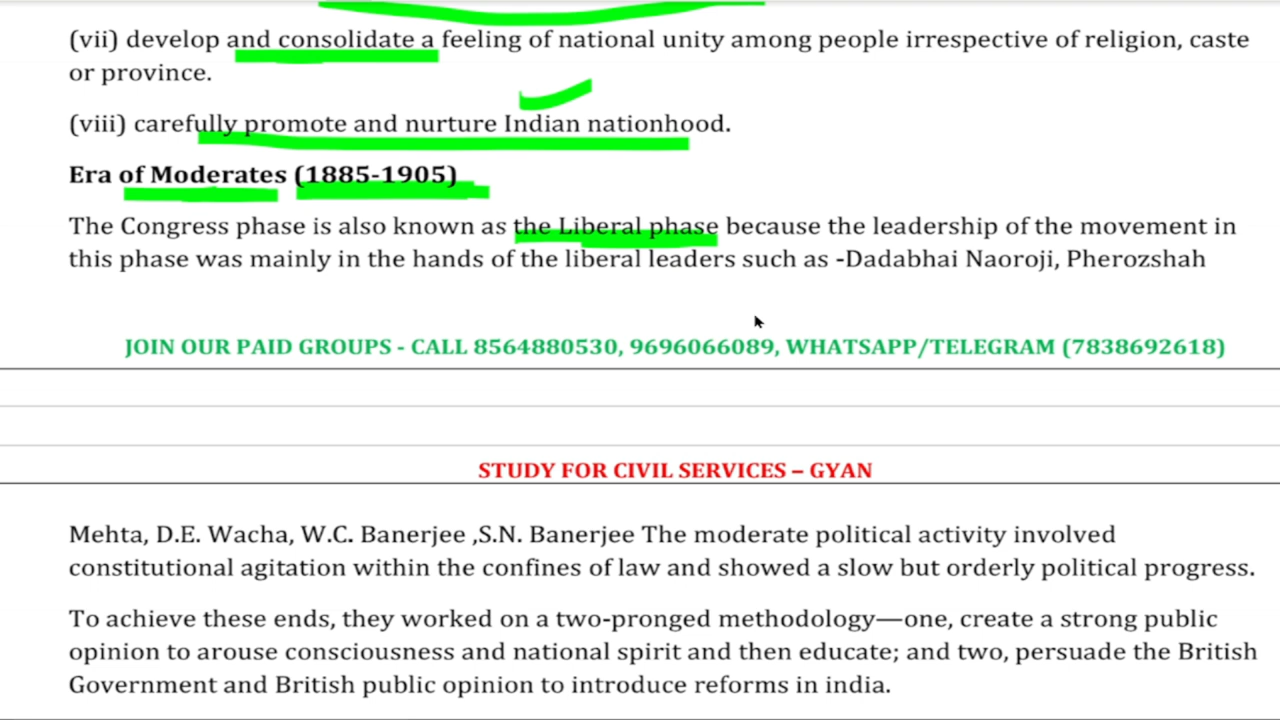 (vii) develop and consolidate a feeling of national unity among people irrespective of religion, caste
or province.
(viii) carefully promote and nurture Indian nationhood.
Era of Moderates (1885-1905)
The Congress phase is also known as the Liberal phase because the leadership of the movement in
this phase was mainly in the hands of the liberal leaders such as -Dadabhai Naoroji, Pherozshah
JOIN OUR PAID GROUPS - CALL 8564880530, 9696066089, WHATSAPP/TELEGRAM (7838692618)
STUDY FOR CIVIL SERVICES – GYAN
Mehta, D.E. Wacha, W.C. Banerjee ,S.N. Banerjee The moderate political activity involved
constitutional agitation within the confines of law and showed a slow but orderly political progress.
To achieve these ends, they worked on a two-pronged methodology—one, create a strong public
opinion to arouse consciousness and national spirit and then educate; and two, persuade the British
Government and British public opinion to introduce reforms in india.